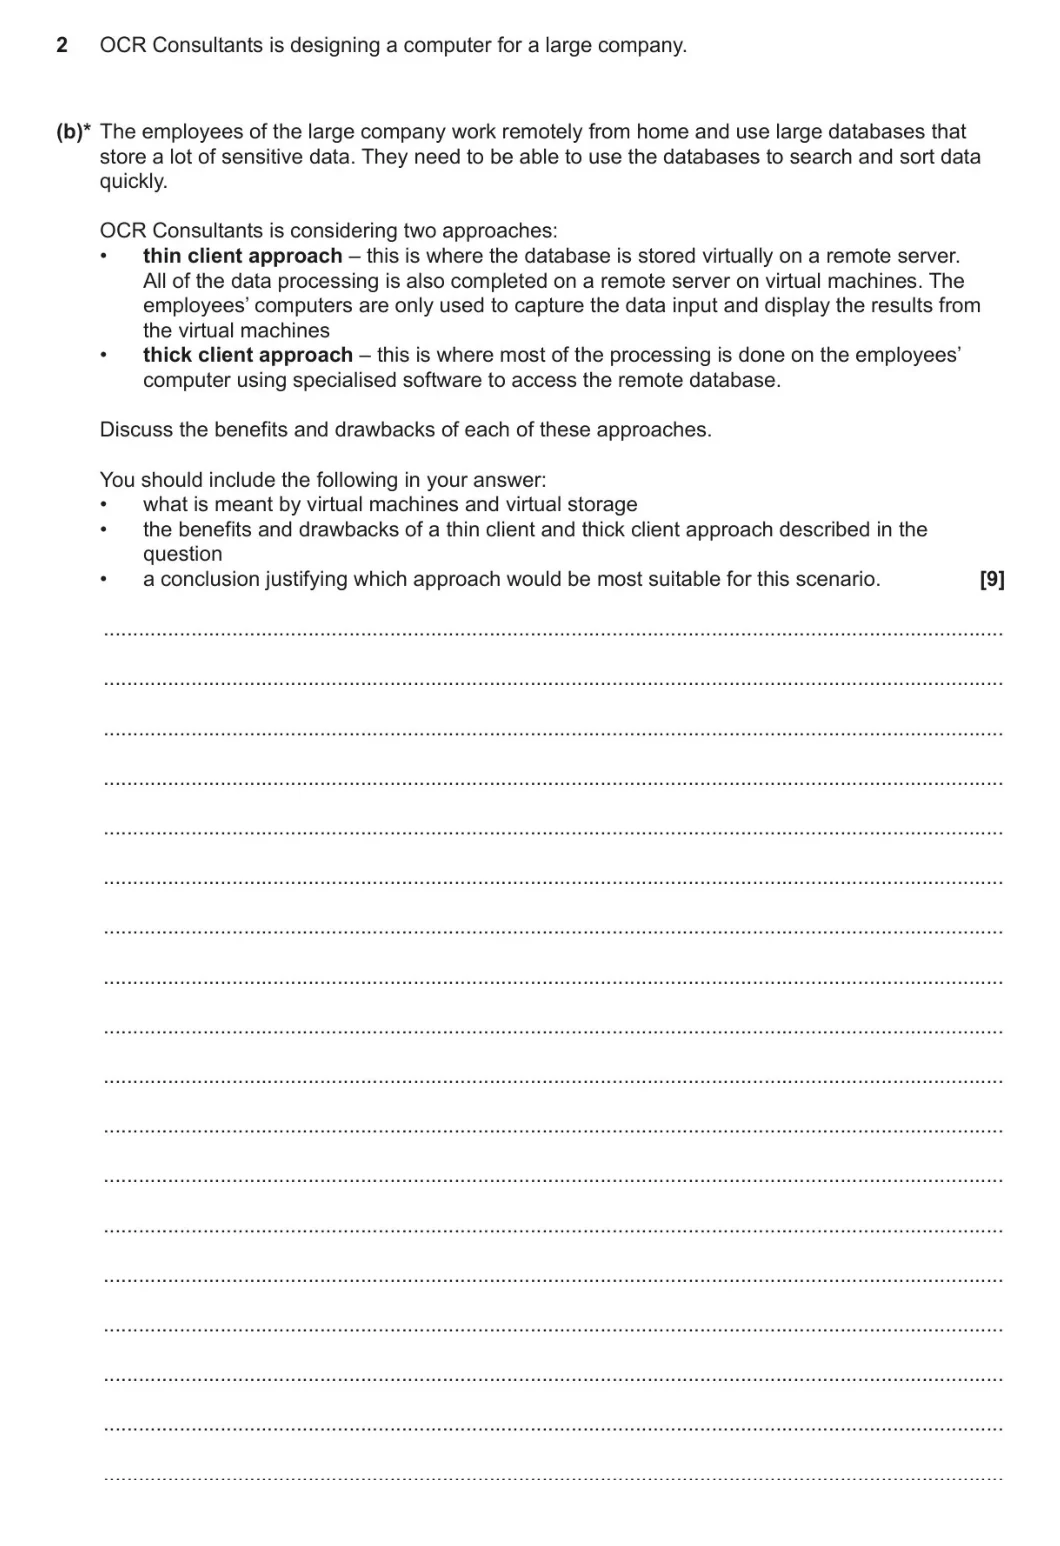 2 OCR Consultants is designing a computer for a large company.
(b)* The employees of the large company work remotely from home and use large databases that
store a lot of sensitive data. They need to be able to use the databases to search and sort data
quickly.
OCR Consultants is considering two approaches:
• thin client approach – this is where the database is stored virtually on a remote server.
All of the data processing is also completed on a remote server on virtual machines. The
employees’ computers are only used to capture the data input and display the results from
the virtual machines
• thick client approach – this is where most of the processing is done on the employees’
computer using specialised software to access the remote database.
Discuss the benefits and drawbacks of each of these approaches.
You should include the following in your answer:
• what is meant by virtual machines and virtual storage
• the benefits and drawbacks of a thin client and thick client approach described in the
question
• a conclusion justifying which approach would be most suitable for this scenario. [9]